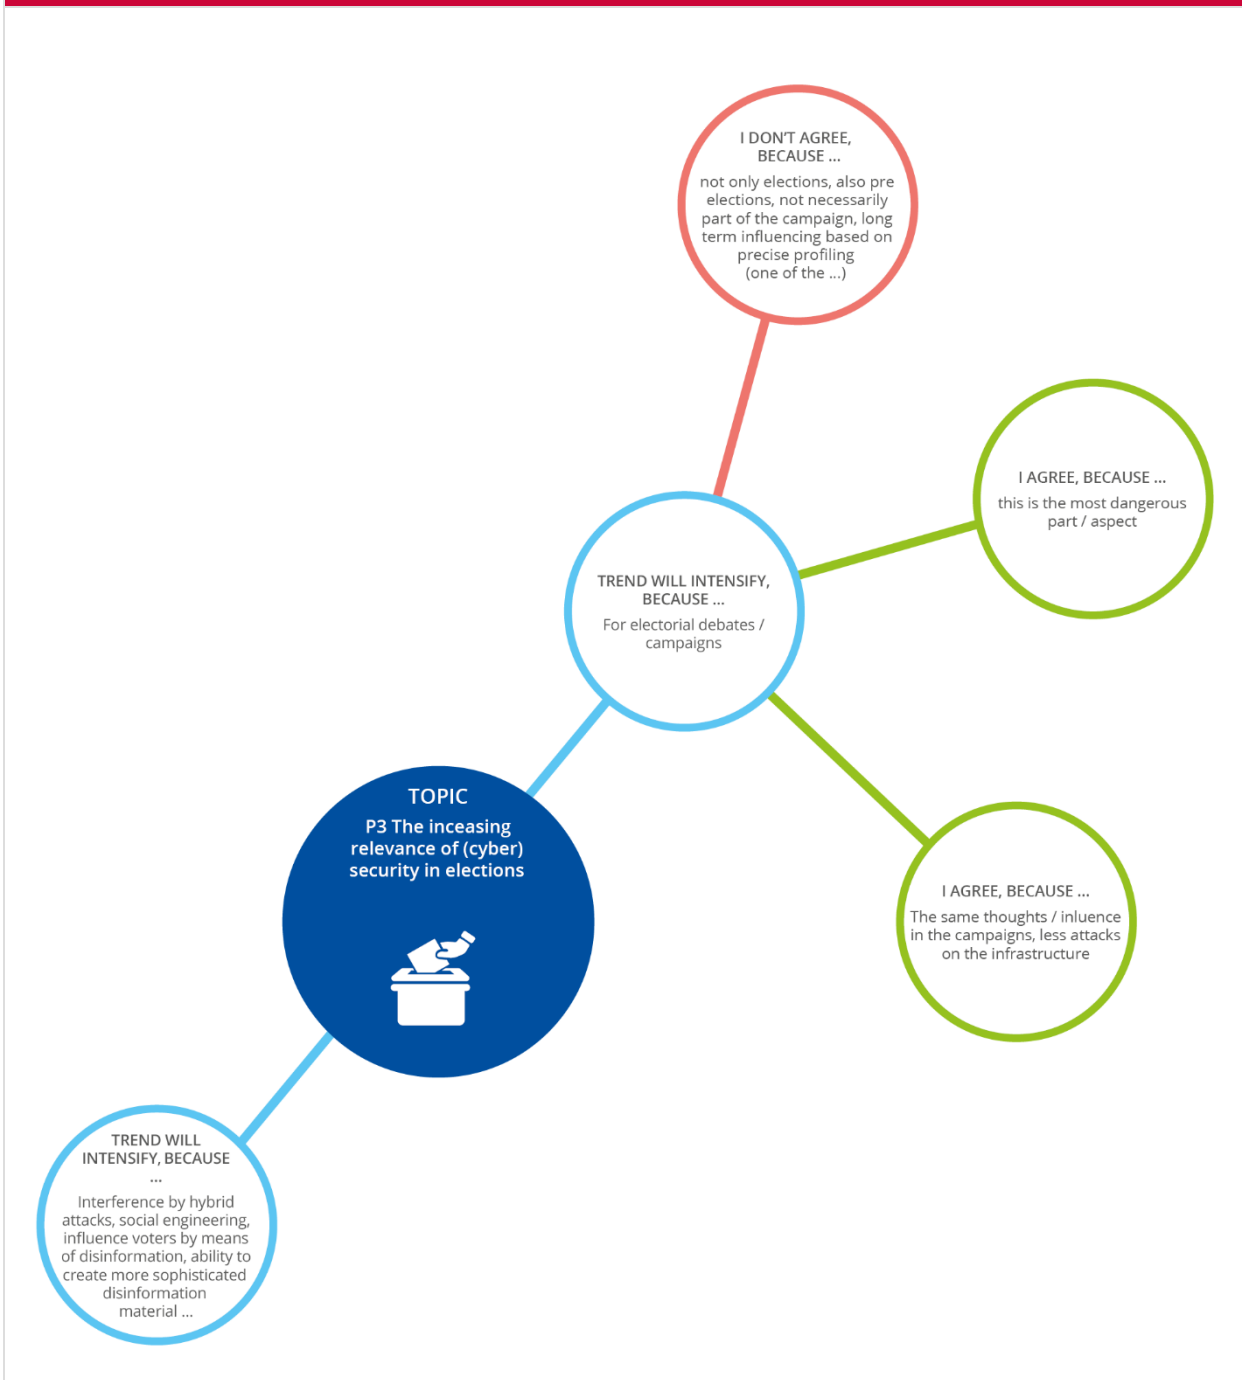 I DON'T AGREE,
BECAUSE ...
not only elections, also pre
elections, not necessarily
part of the campaign, long
term influencing based on
precise profiling
(one of the ...)
I AGREE, BECAUSE ...
this is the most dangerous
part / aspect
TREND WILL INTENSIFY,
BECAUSE ...
For electorial debates /
campaigns
TOPIC
P3 The inceasing
relevance of (cyber)
security in elections
I AGREE, BECAUSE ...
The same thoughts / inluence
in the campaigns, less attacks
on the infrastructure
TREND WILL
INTENSIFY, BECAUSE
...
Interference by hybrid
attacks, social engineering,
influence voters by means
of disinformation, ability to
create more sophisticated
disinformation
material ...